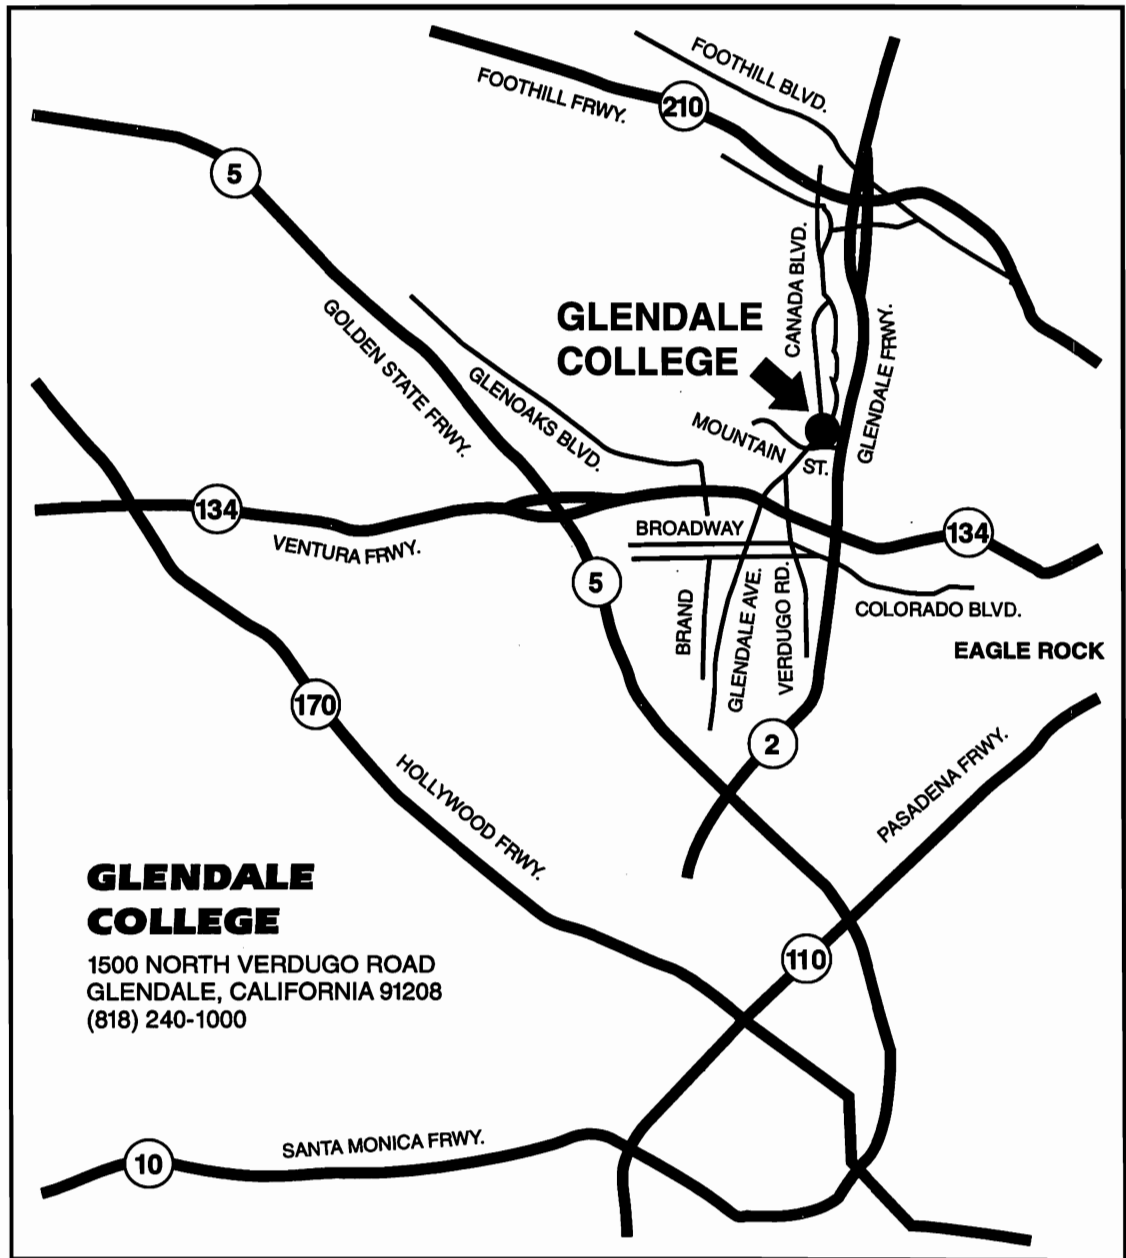 FOOTHILL BLVD.
FOOTHILL FRWY.
210
5
CANADA BLVD.
GLENDALE
COLLEGE
GOLDEN STATE FRWY.
GLENOAKS BLVD.
GLENDALE FRWY.
MOUNTAIN
ST.
134
VENTURA FRWY.
BROADWAY
134
5
BRAND
GLENDALE AVE.
VERDUGO RD.
COLORADO BLVD.
EAGLE ROCK
170
2
HOLLYWOOD FRWY.
PASADENA FRWY.
GLENDALE
COLLEGE
1500 NORTH VERDUGO ROAD
GLENDALE, CALIFORNIA 91208
(818) 240-1000
110
10
SANTA MONICA FRWY.